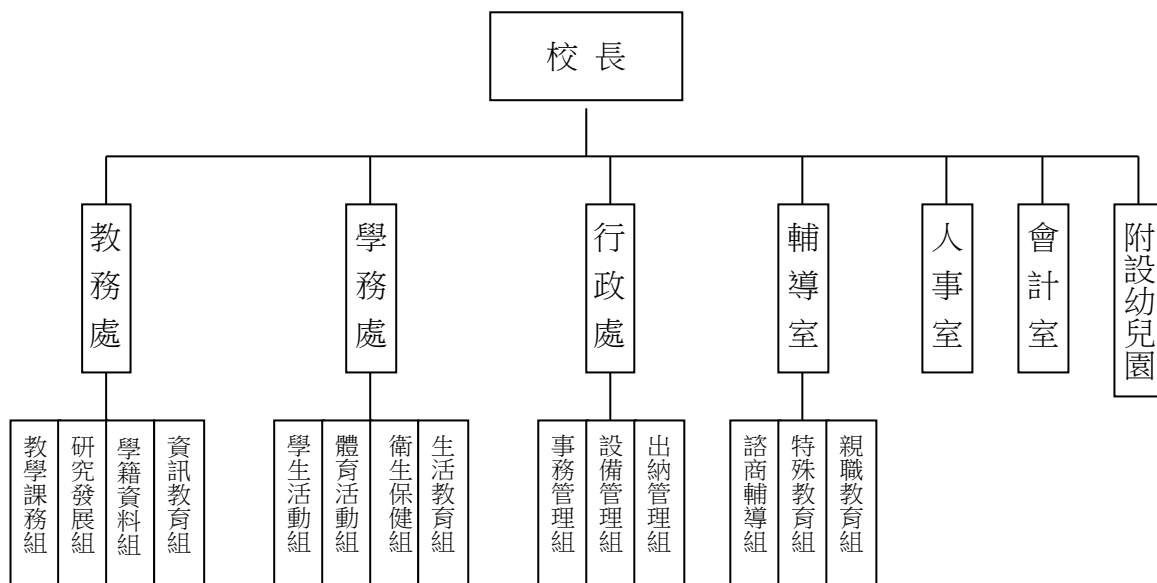 校長
教務處
學務處
行政處
輔導室
人事室
會計室
附設幼兒園
教學課務組
研究發展組
學籍資料組
資訊教育組
學生活動組
體育活動組
衛生保健組
生活教育組
事務管理組
設備管理組
出納管理組
諮商輔導組
特殊教育組
親職教育組